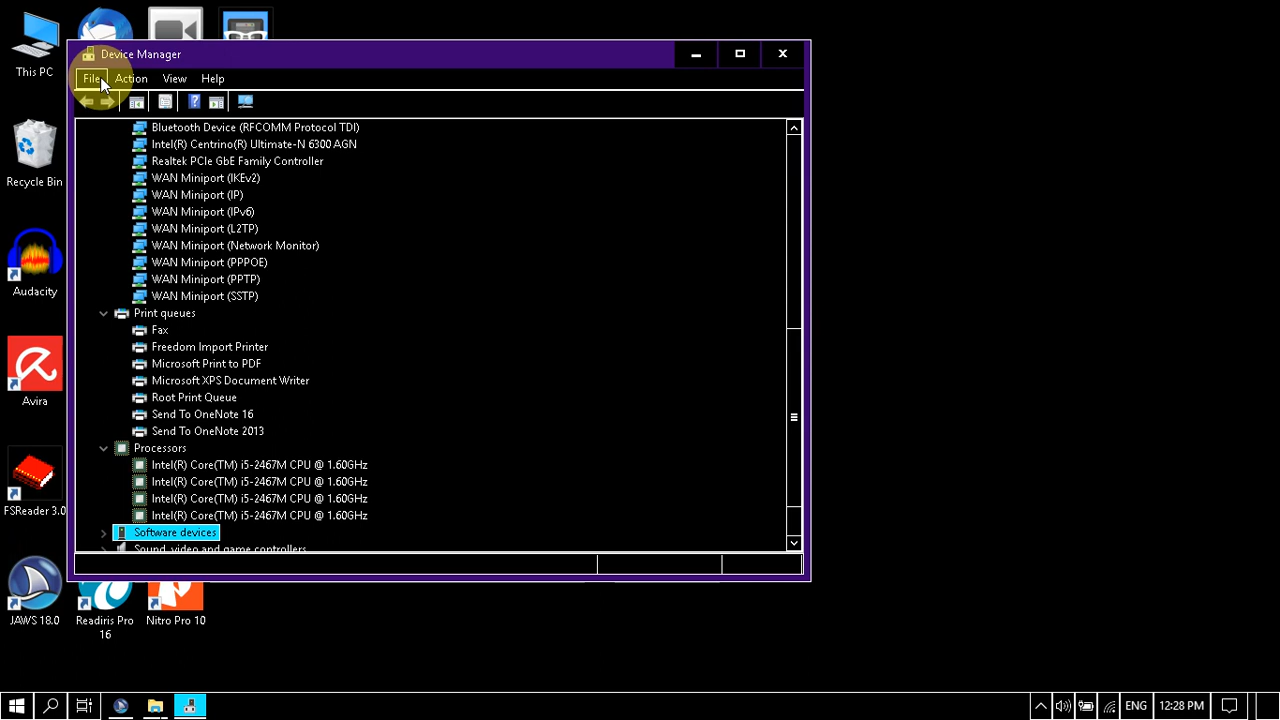 This PC
Device Manager
File Action View Help
Bluetooth Device (RFCOMM Protocol TDI)
Intel(R) Centrino(R) Ultimate-N 6300 AGN
Realtek PCIe GbE Family Controller
WAN Miniport (IKEv2)
WAN Miniport (IP)
WAN Miniport (IPv6)
WAN Miniport (L2TP)
WAN Miniport (Network Monitor)
WAN Miniport (PPPOE)
WAN Miniport (PPTP)
WAN Miniport (SSTP)
Print queues
Fax
Freedom Import Printer
Microsoft Print to PDF
Microsoft XPS Document Writer
Root Print Queue
Send To OneNote 16
Send To OneNote 2013
Processors
Intel(R) Core(TM) i5-2467M CPU @ 1.60GHz
Intel(R) Core(TM) i5-2467M CPU @ 1.60GHz
Intel(R) Core(TM) i5-2467M CPU @ 1.60GHz
Intel(R) Core(TM) i5-2467M CPU @ 1.60GHz
Software devices
Sound, video and game controllers
Recycle Bin
Audacity
Avira
FSReader 3.0
JAWS 18.0
Readiris Pro
16
Nitro Pro 10
ENG
12:28 PM